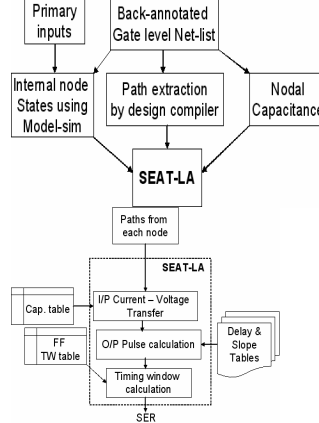 Primary
inputs
Back-annotated
Gate level Net-list
Internal node
States using
Model-sim
Path extraction
by design compiler
Nodal
Capacitance
SEAT-LA
Paths from
each node
SEAT-LA
Cap. table
I/P Current – Voltage
Transfer
FF
TW table
O/P Pulse calculation
Delay &
Slope
Tables
Timing window
calculation
SER